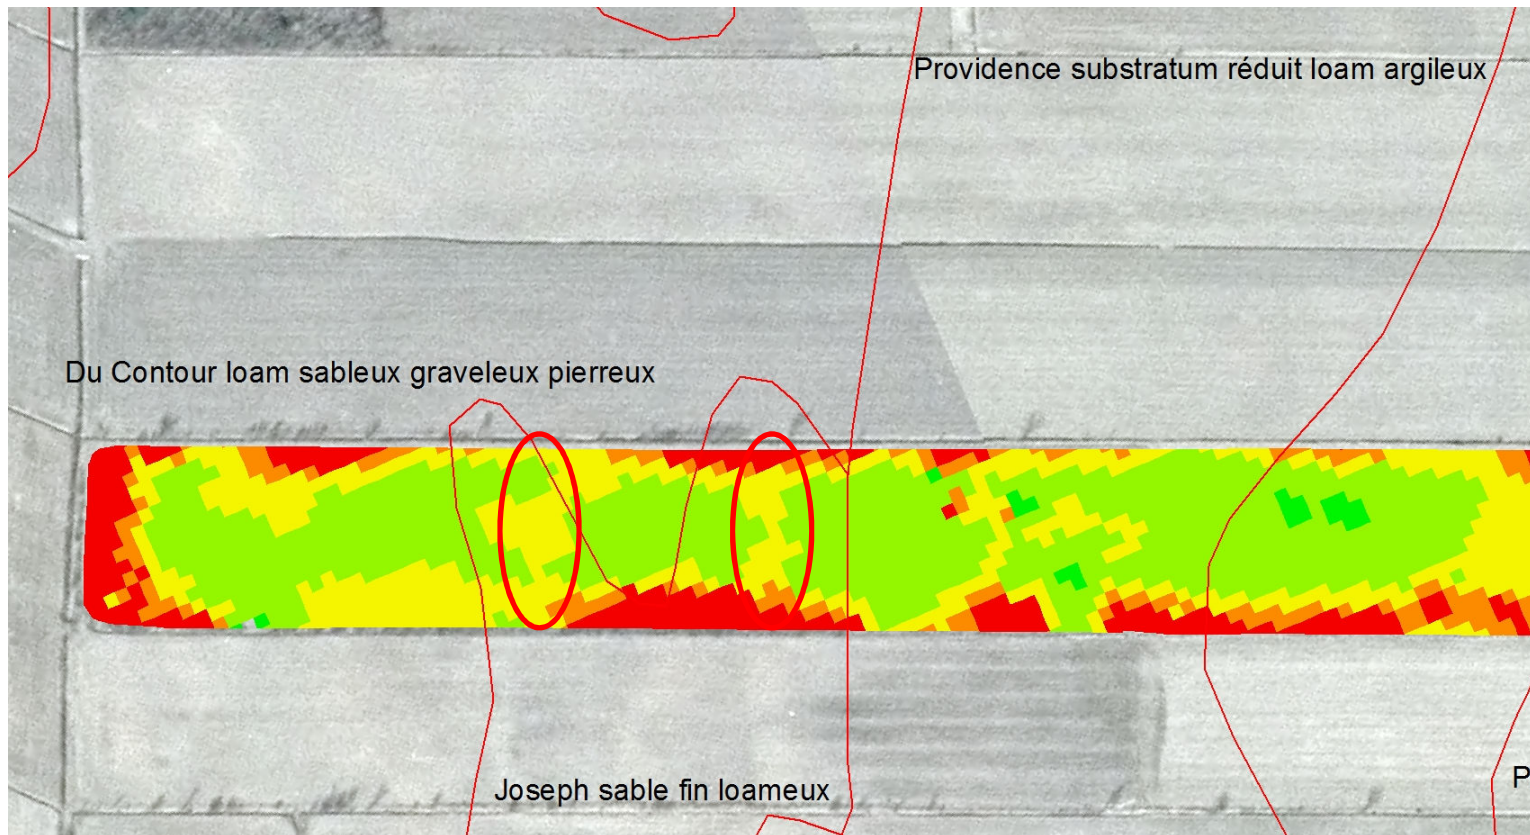 Providence substratum réduit loam argileux
Du Contour loam sableux graveleux pierreux
Joseph sable fin loameux
P